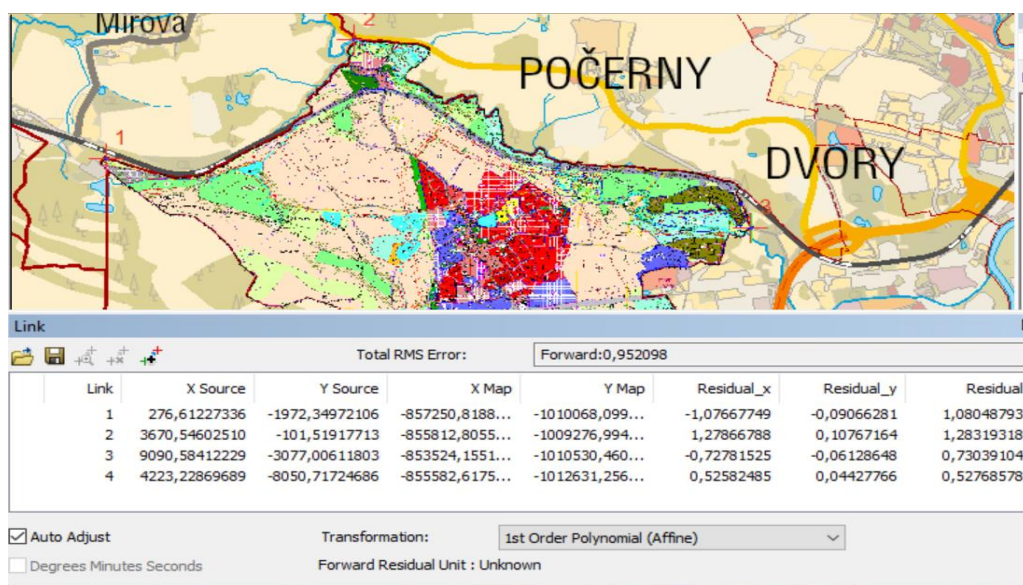 Mírova
2
POČERNY
1
DVORY
3
Link
Total RMS Error: Forward:0,952098
Link X Source Y Source X Map Y Map Residual_x Residual_y Residual
1 276,61227336 -1972,34972106 -857250,8188... -1010068,099... -1,07667749 -0,09066281 1,08048793
2 3670,54602510 -101,51917713 -855812,8055... -1009276,994... 1,27866788 0,10767164 1,28319318
3 9090,58412229 -3077,00611803 -853524,1551... -1010530,460... -0,72781525 -0,06128648 0,73039104
4 4223,22869689 -8050,71724686 -855582,6175... -1012631,256... 0,52582485 0,04427766 0,52768578
Auto Adjust Transformation: 1st Order Polynomial (Affine)
Degrees Minutes Seconds Forward Residual Unit : Unknown